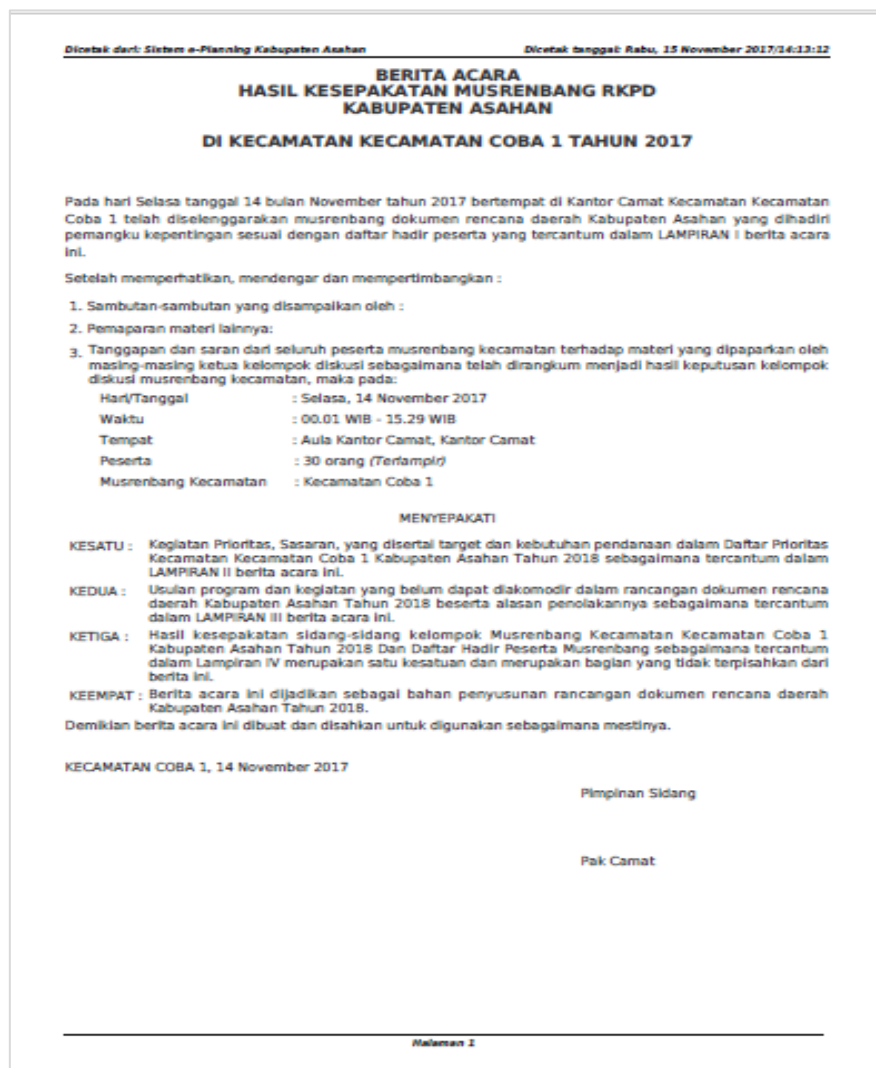 Dicetak dari: Sistem e-Planning Kabupaten Asahan Dicetak tanggal: Rabu, 15 November 2017/14:13:12
BERITA ACARA
HASIL KESEPAKATAN MUSRENBANG RKPD
KABUPATEN ASAHAN
DI KECAMATAN KECAMATAN COBA 1 TAHUN 2017
Pada hari Selasa tanggal 14 bulan November tahun 2017 bertempat di Kantor Camat Kecamatan Kecamatan
Coba 1 telah diselenggarakan musrenbang dokumen rencana daerah Kabupaten Asahan yang dihadiri
pemangku kepentingan sesuai dengan daftar hadir peserta yang tercantum dalam LAMPIRAN I berita acara
ini.
Setelah memperhatikan, mendengar dan mempertimbangkan :
1. Sambutan-sambutan yang disampaikan oleh :
2. Pemaparan materi lainnya:
3. Tanggapan dan saran dari seluruh peserta musrenbang kecamatan terhadap materi yang dipaparkan oleh
masing-masing ketua kelompok diskusi sebagaimana telah dirangkum menjadi hasil keputusan kelompok
diskusi musrenbang kecamatan, maka pada:
Hari/Tanggal : Selasa, 14 November 2017
Waktu : 00.01 WIB - 15.29 WIB
Tempat : Aula Kantor Camat, Kantor Camat
Peserta : 30 orang (Terlampir)
Musrenbang Kecamatan : Kecamatan Coba 1
MENYEPAKATI
KESATU : Kegiatan Prioritas, Sasaran, yang disertai target dan kebutuhan pendanaan dalam Daftar Prioritas
Kecamatan Kecamatan Coba 1 Kabupaten Asahan Tahun 2018 sebagaimana tercantum dalam
LAMPIRAN II berita acara ini.
KEDUA : Usulan program dan kegiatan yang belum dapat diakomodir dalam rancangan dokumen rencana
daerah Kabupaten Asahan Tahun 2018 beserta alasan penolakannya sebagaimana tercantum
dalam LAMPIRAN III berita acara ini.
KETIGA : Hasil kesepakatan sidang-sidang kelompok Musrenbang Kecamatan Kecamatan Coba 1
Kabupaten Asahan Tahun 2018 Dan Daftar Hadir Peserta Musrenbang sebagaimana tercantum
dalam Lampiran IV merupakan satu kesatuan dan merupakan bagian yang tidak terpisahkan dari
berita ini.
KEEMPAT : Berita acara ini dijadikan sebagai bahan penyusunan rancangan dokumen rencana daerah
Kabupaten Asahan Tahun 2018.
Demikian berita acara ini dibuat dan disahkan untuk digunakan sebagaimana mestinya.
KECAMATAN COBA 1, 14 November 2017
Pimpinan Sidang
Pak Camat
Halaman 1